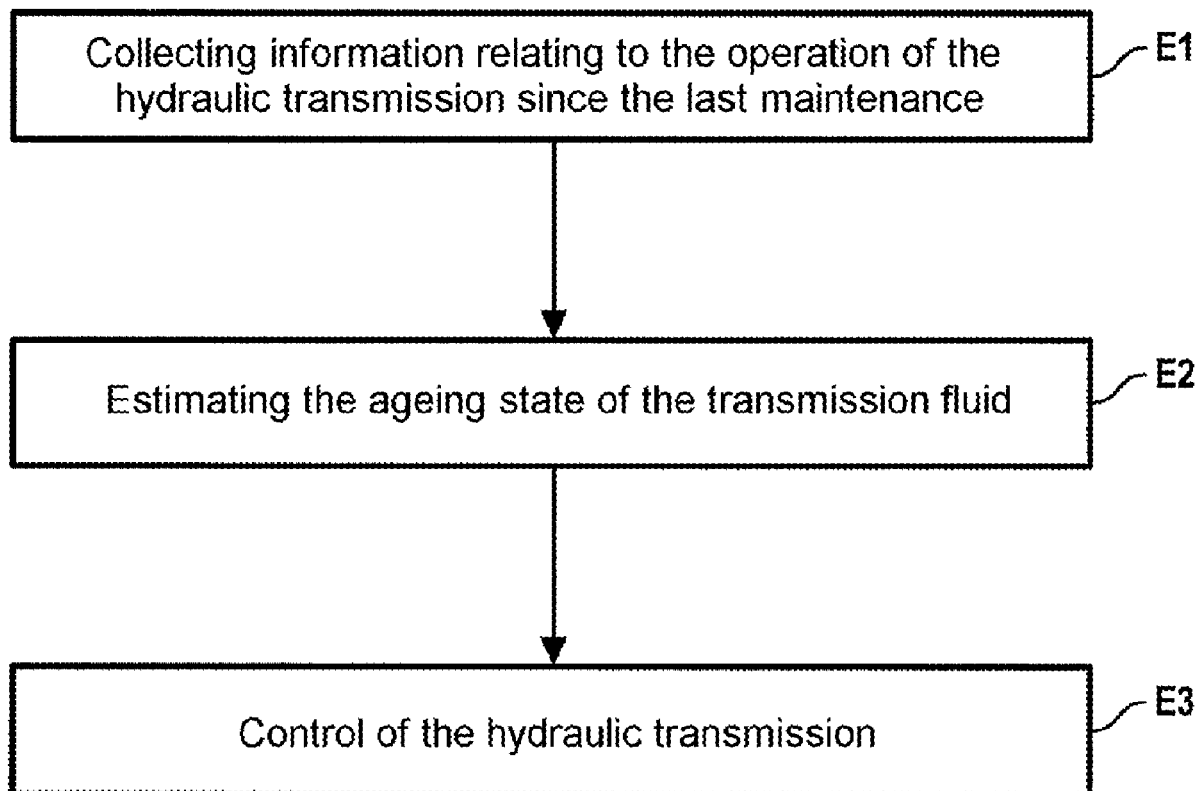 Collecting information relating to the operation of the
hydraulic transmission since the last maintenance
E1
Estimating the ageing state of the transmission fluid
E2
Control of the hydraulic transmission
E3